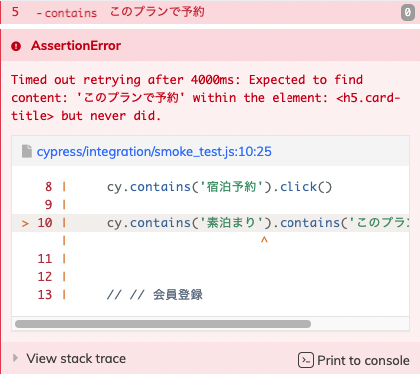 5 -contains このプランで予約 0
AssertionError
Timed out retrying after 4000ms: Expected to find
content: 'このプランで予約' within the element: <h5.card-
title> but never did.
cypress/integration/smoke_test.js:10:25
8 | cy.contains('宿泊予約').click()
9 |
> 10 | cy.contains('素泊まり').contains('このプラ
| ^
11 |
12 |
13 | // // 会員登録
View stack trace
Print to console